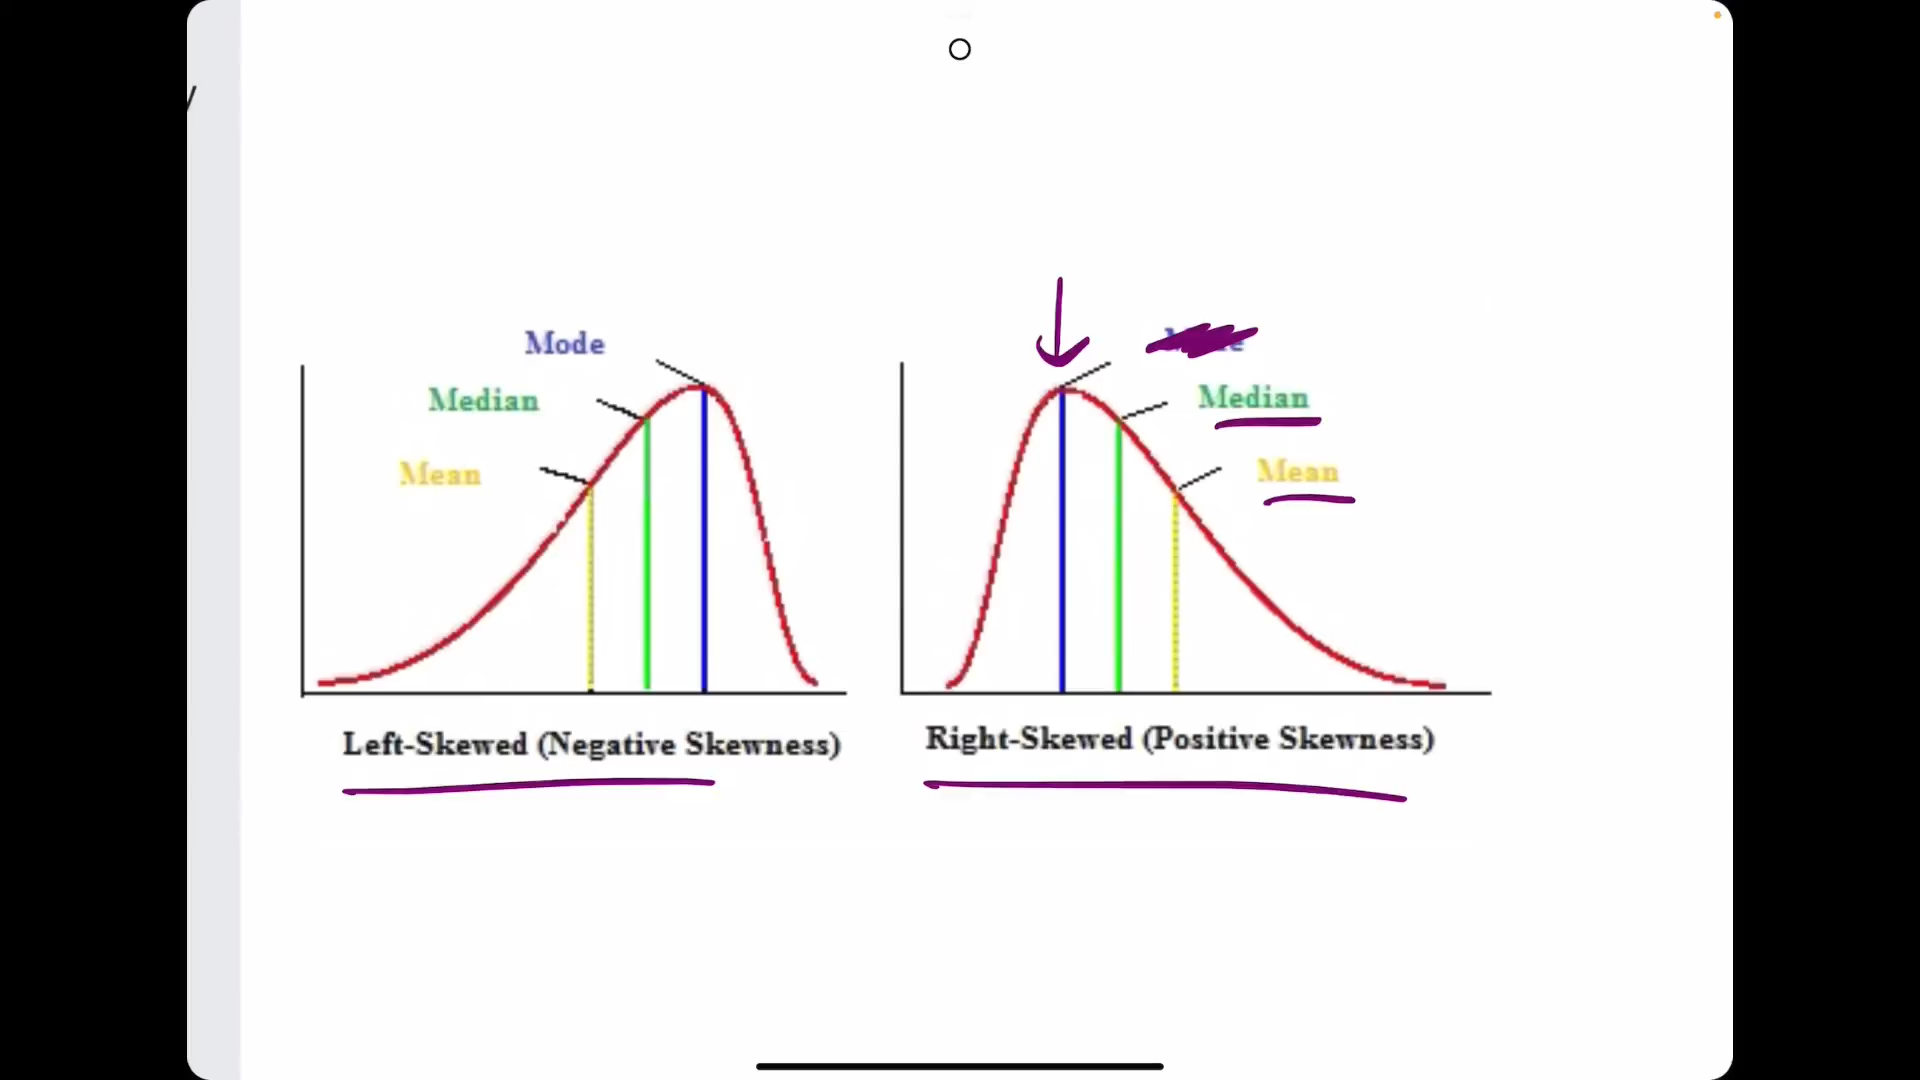 Mode
Median
Mean
Left-Skewed (Negative Skewness)
Median
Mean
Right-Skewed (Positive Skewness)